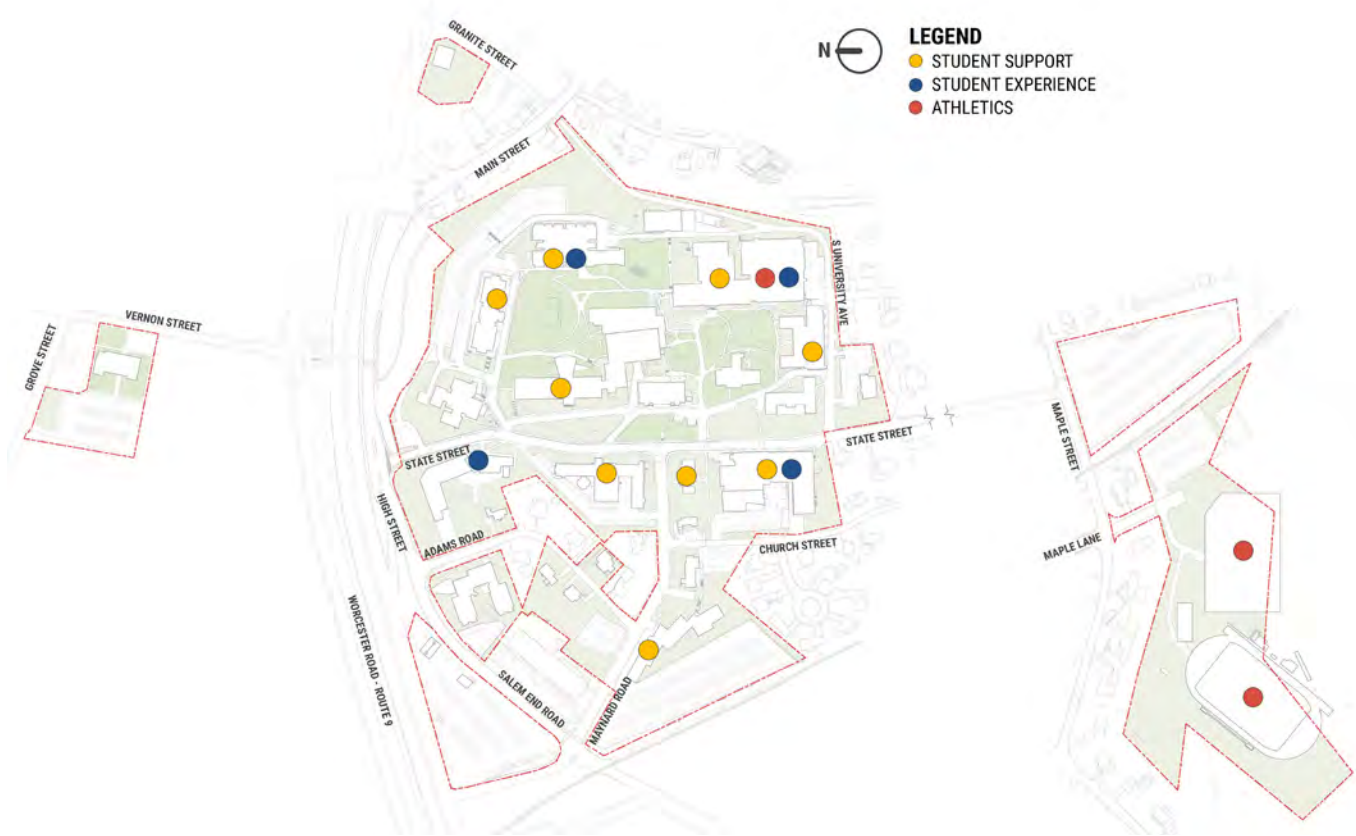 GRANITE STREET
N
LEGEND
STUDENT SUPPORT
STUDENT EXPERIENCE
ATHLETICS
MAIN STREET
S UNIVERSITY AVE
VERNON STREET
GROVE STREET
STATE STREET
STATE STREET
MAPLE STREET
HIGH STREET
ADAMS ROAD
CHURCH STREET
MAPLE LANE
WORCESTER ROAD - ROUTE 9
SALEM END ROAD
MAYNARD ROAD